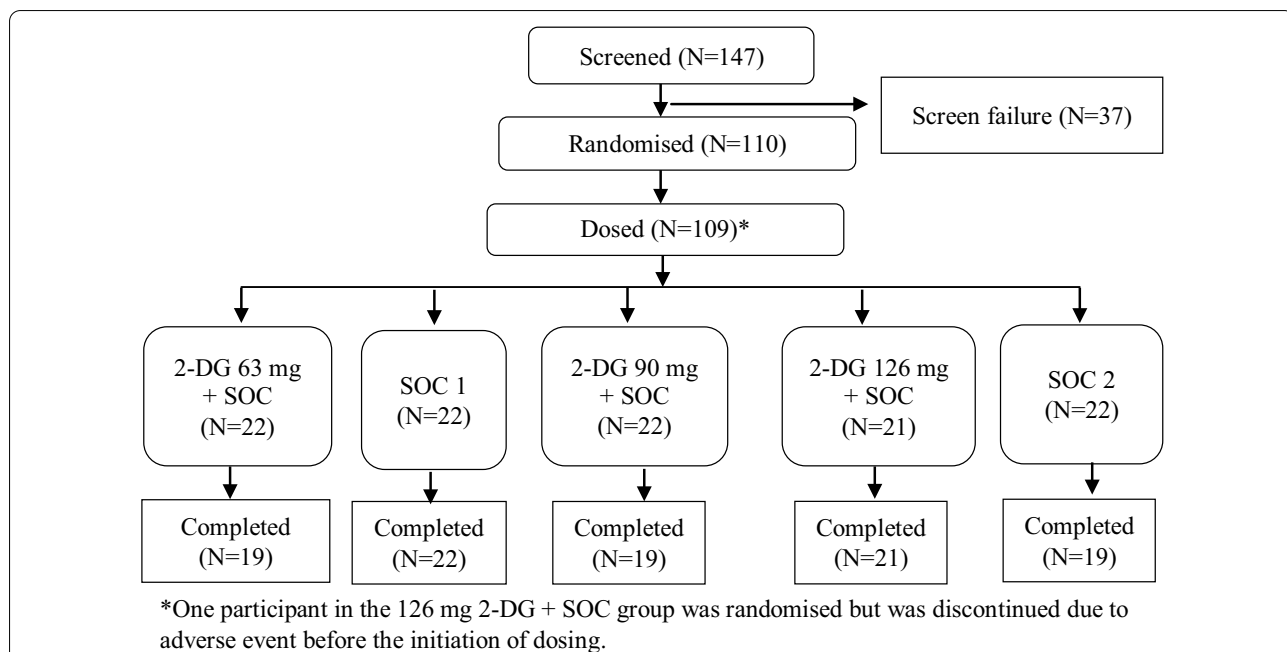 Screened (N=147)
Screen failure (N=37)
Randomised (N=110)
Dosed (N=109)*
2-DG 63 mg
+ SOC
(N=22)
SOC 1
(N=22)
2-DG 90 mg
+ SOC
(N=22)
2-DG 126 mg
+ SOC
(N=21)
SOC 2
(N=22)
Completed
(N=19)
Completed
(N=22)
Completed
(N=19)
Completed
(N=21)
Completed
(N=19)
*One participant in the 126 mg 2-DG + SOC group was randomised but was discontinued due to
adverse event before the initiation of dosing.